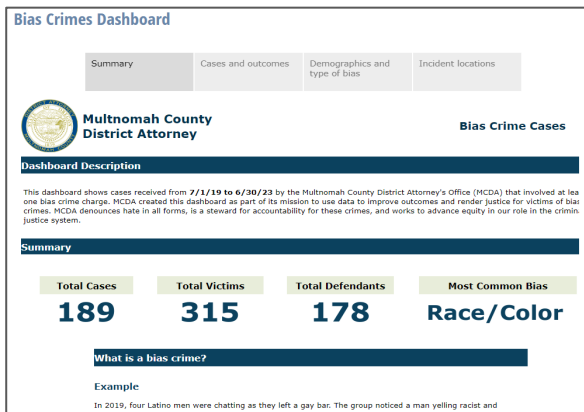 Bias Crimes Dashboard
Summary
Cases and outcomes
Demographics and
type of bias
Incident locations
Multnomah County
District Attorney
Bias Crime Cases
Dashboard Description
This dashboard shows cases received from 7/1/19 to 6/30/23 by the Multnomah County District Attorney's Office (MCDA) that involved at lea
one bias crime charge. MCDA created this dashboard as part of its mission to use data to improve outcomes and render justice for victims of bias
crimes. MCDA denounces hate in all forms, is a steward for accountability for these crimes, and works to advance equity in our role in the crimin
justice system.
Summary
Total Cases
189
Total Victims
315
Total Defendants
178
Most Common Bias
Race/Color
What is a bias crime?
Example
In 2019, four Latino men were chatting as they left a gay bar. The group noticed a man yelling racist and